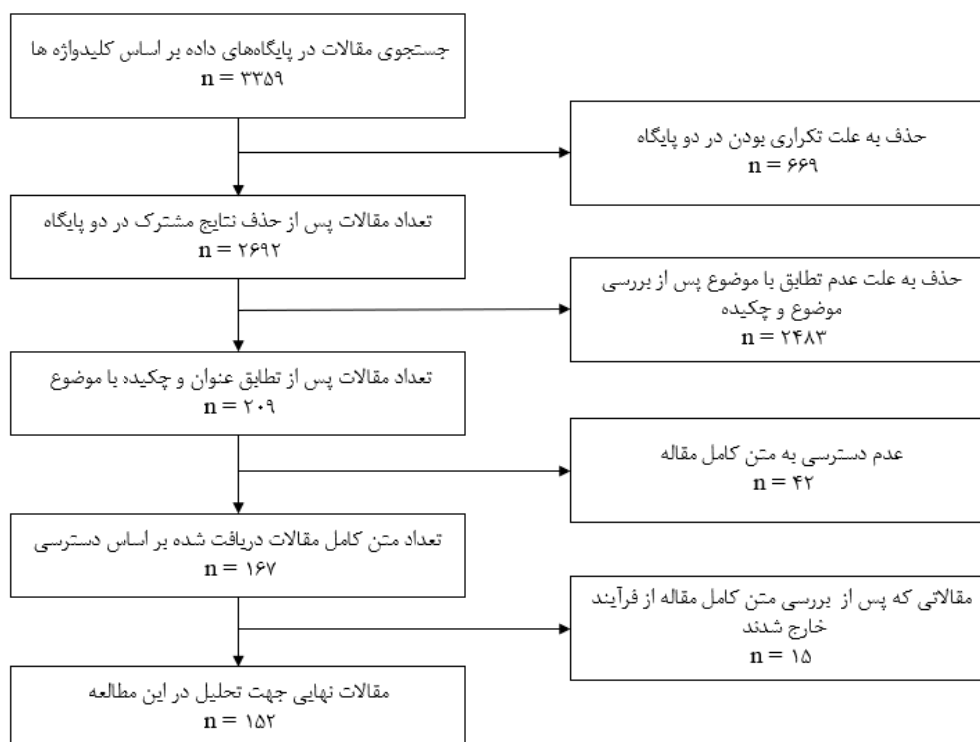 جستجوی مقالات در پایگاه‌های داده بر اساس کلیدواژه ها
n = ۳۳۵۹
حذف به علت تکراری بودن در دو پایگاه
n = ۶۶۹
تعداد مقالات پس از حذف نتایج مشترک در دو پایگاه
n = ۲۶۹۲
حذف به علت عدم تطابق با موضوع پس از بررسی
موضوع و چکیده
n = ۲۴۸۳
تعداد مقالات پس از تطابق عنوان و چکیده با موضوع
n = ۲۰۹
عدم دسترسی به متن کامل مقاله
n = ۴۲
تعداد متن کامل مقالات دریافت شده بر اساس دسترسی
n = ۱۶۷
مقالاتی که پس از بررسی متن کامل مقاله از فرآیند
خارج شدند
n = ۱۵
مقالات نهایی جهت تحلیل در این مطالعه
n = ۱۵۲